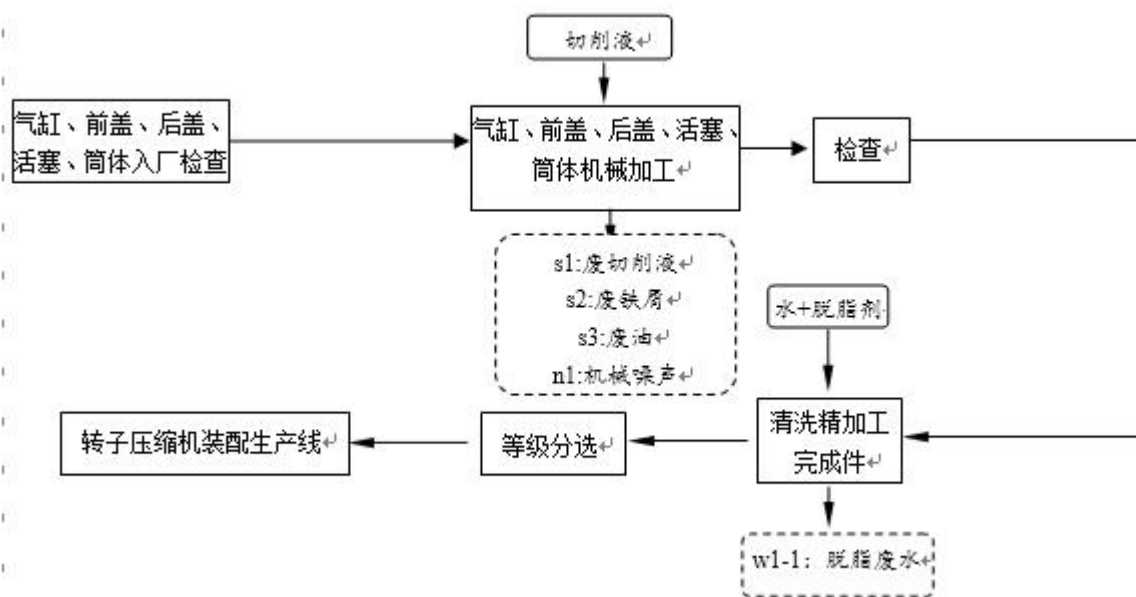 切削液
气缸、前盖、后盖、
活塞、筒体入厂检查
气缸、前盖、后盖、活塞、
筒体机械加工
检查
s1:废切削液
s2:废铁屑
s3:废油
n1:机械噪声
水+脱脂剂
转子压缩机装配生产线
等级分选
清洗精加工
完成件
w1-1：脱脂废水